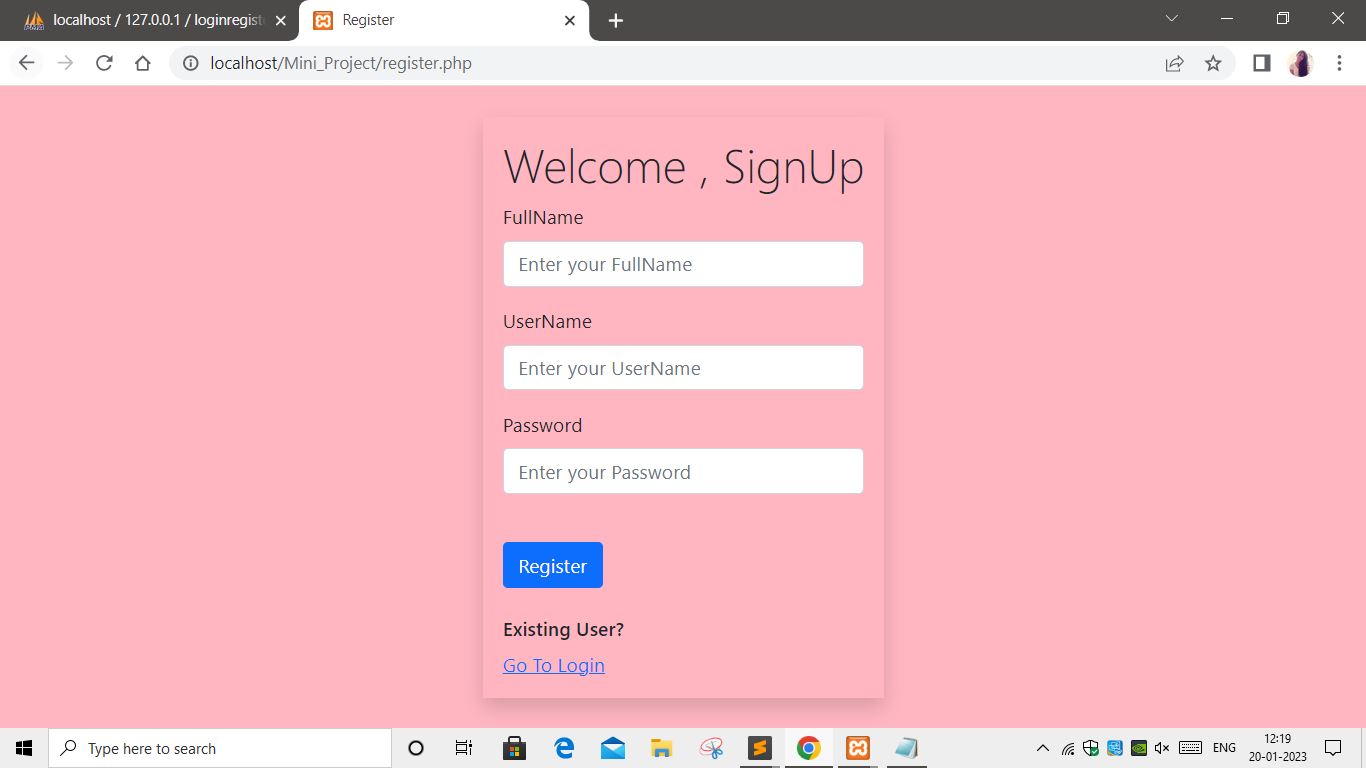 localhost / 127.0.0.1 / loginregist
Register
localhost/Mini_Project/register.php
Welcome , SignUp
FullName
Enter your FullName
UserName
Enter your UserName
Password
Enter your Password
Register
Existing User?
Go To Login
Type here to search
ENG
12:19
20-01-2023